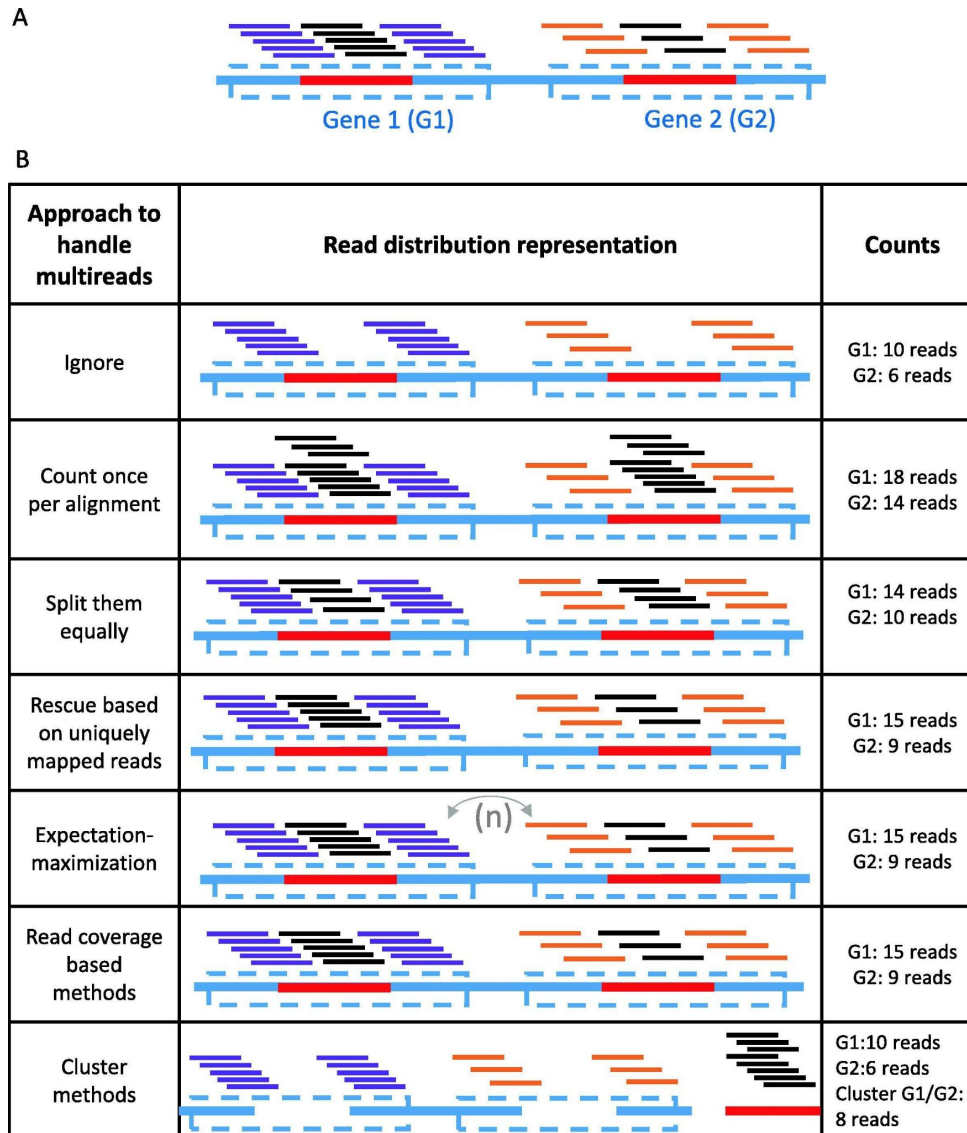 A
Gene 1 (G1)
Gene 2 (G2)
B
Approach to
handle
multireads
Read distribution representation
Counts
Ignore
G1: 10 reads
G2: 6 reads
Count once
per alignment
G1: 18 reads
G2: 14 reads
Split them
equally
G1: 14 reads
G2: 10 reads
Rescue based
on uniquely
mapped reads
G1: 15 reads
G2: 9 reads
Expectation-
maximization
(n)
G1: 15 reads
G2: 9 reads
Read coverage
based
methods
G1: 15 reads
G2: 9 reads
Cluster
methods
G1:10 reads
G2:6 reads
Cluster G1/G2:
8 reads